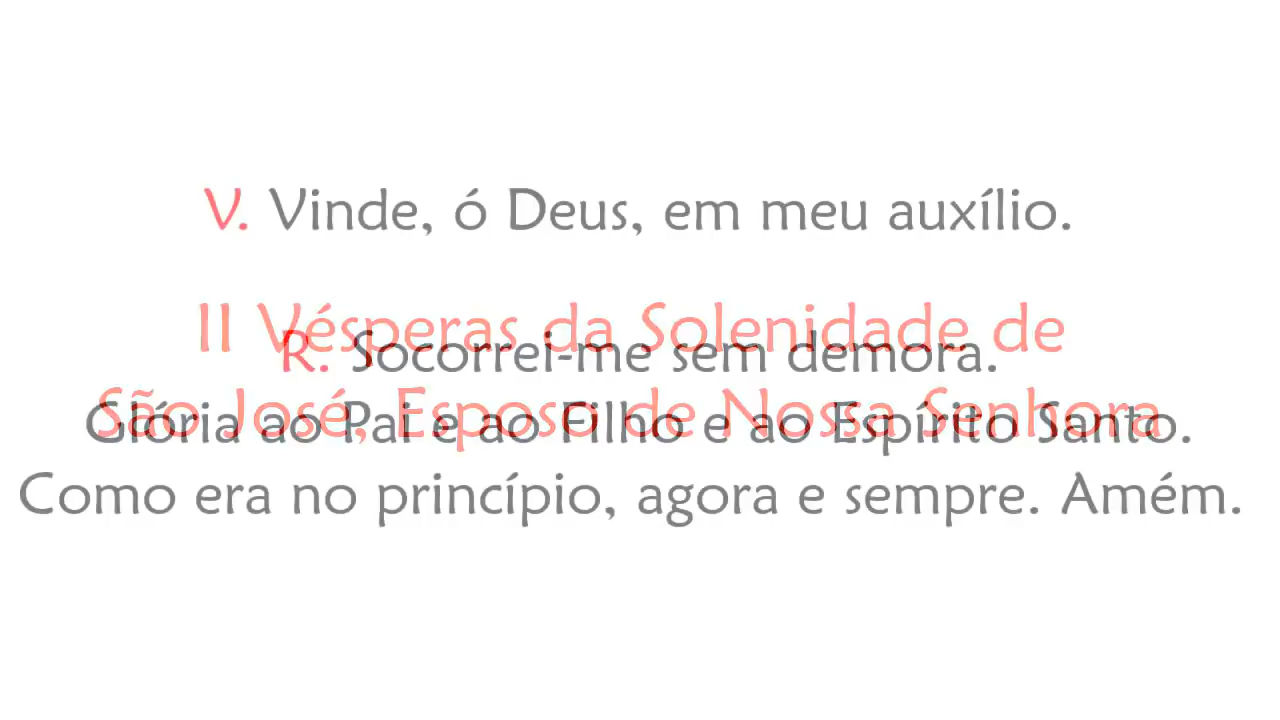 V. Vinde, ó Deus, em meu auxílio.
II Vésperas da Solenidade de
R. Socorrei-me sem demora.
São José, Esposo de Nossa Senhora
Glória ao Pai e ao Filho e ao Espírito Santo.
Como era no princípio, agora e sempre. Amém.